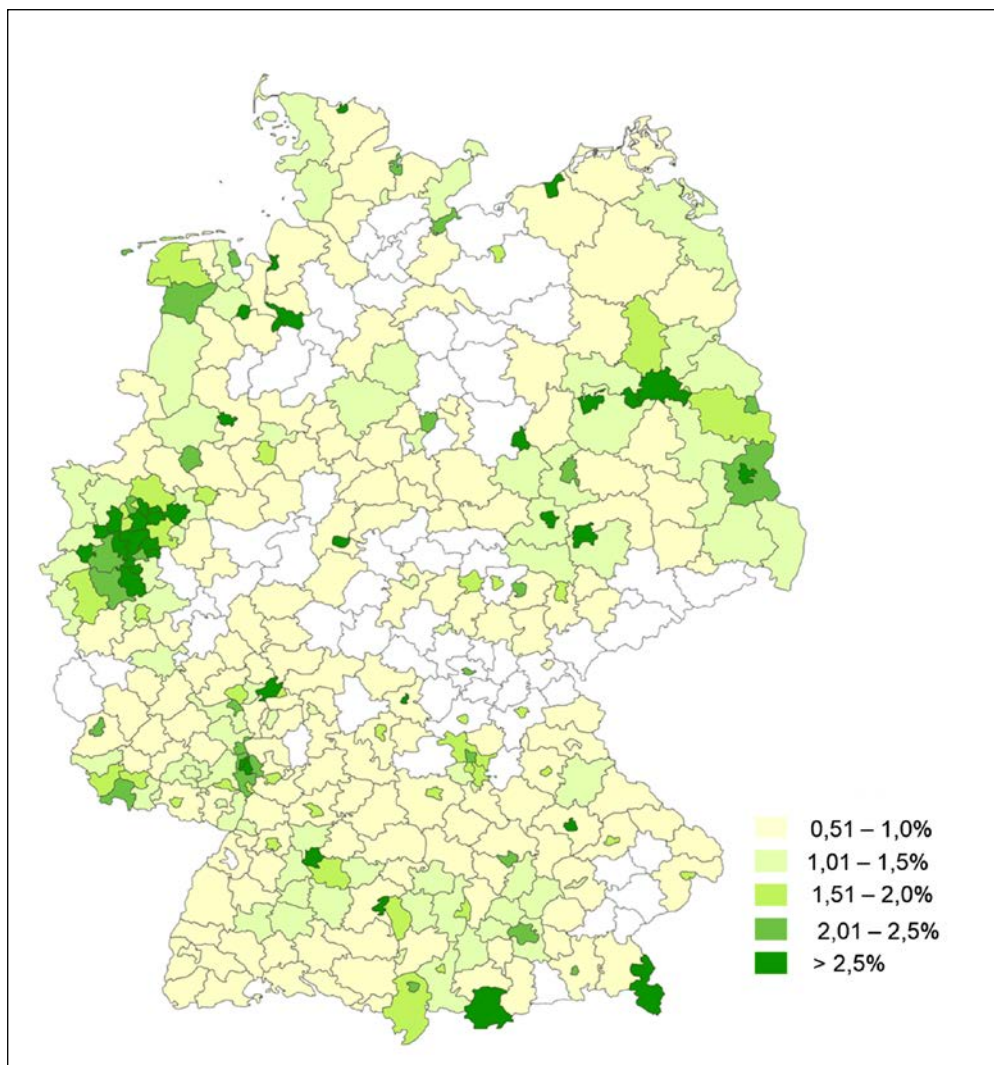 0,51 – 1,0%
1,01 – 1,5%
1,51 – 2,0%
2,01 – 2,5%
> 2,5%